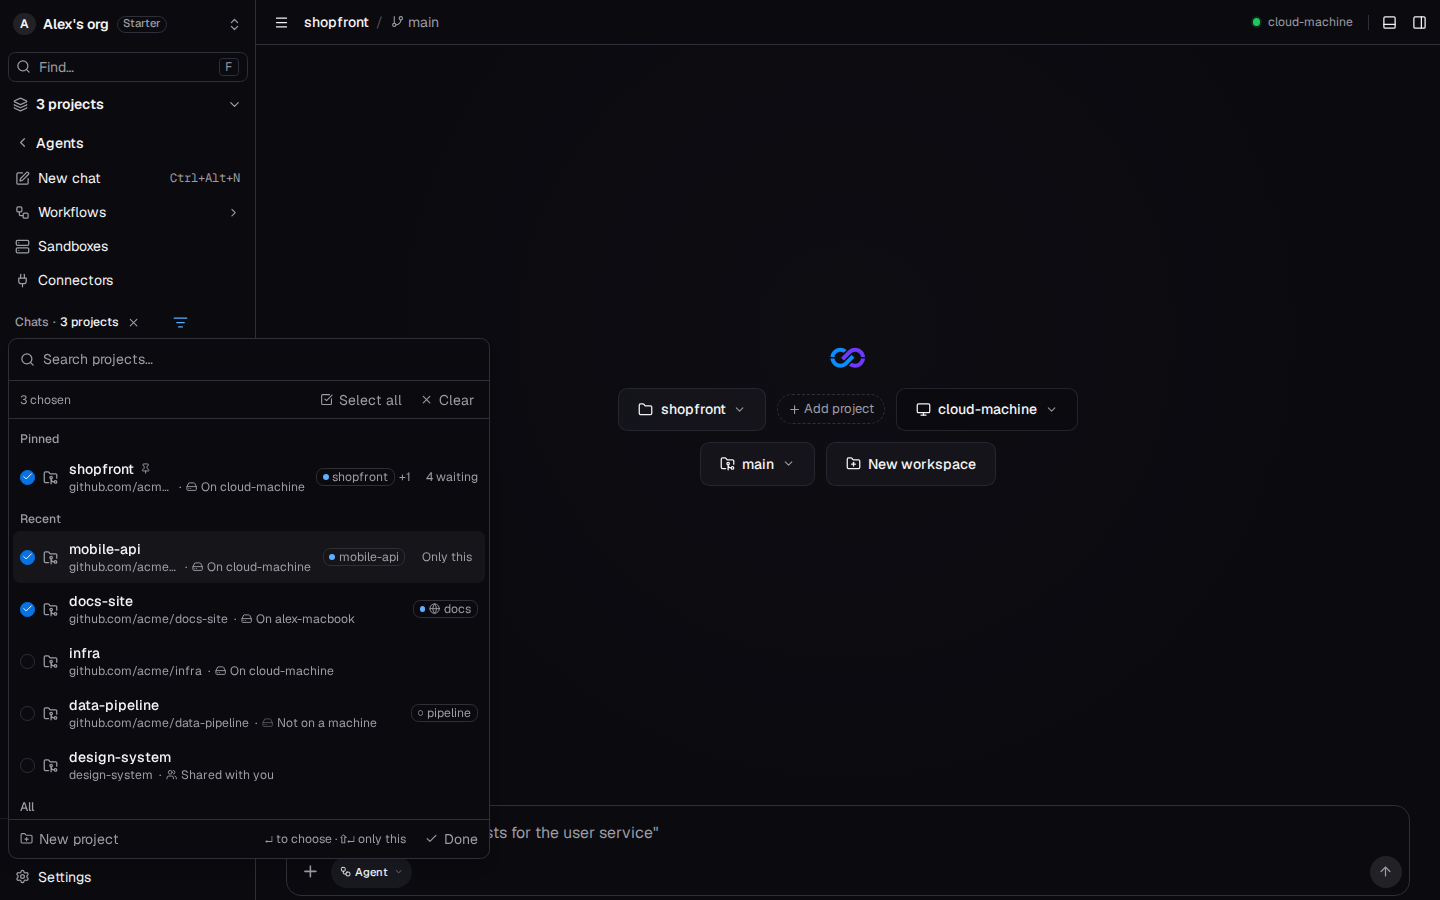 A Alex's org Starter
Find... F
3 projects
Agents
New chat Ctrl+Alt+N
Workflows
Sandboxes
Connectors
Chats · 3 projects
Search projects...
3 chosen Select all Clear
Pinned
shopfront
github.com/acm... · On cloud-machine
shopfront +1 4 waiting
Recent
mobile-api
github.com/acme... · On cloud-machine
mobile-api Only this
docs-site
github.com/acme/docs-site · On alex-macbook
docs
infra
github.com/acme/infra · On cloud-machine
data-pipeline
github.com/acme/data-pipeline · Not on a machine
pipeline
design-system
design-system · Shared with you
All
New project ↵ to choose · ⇧↵ only this Done
Settings
shopfront / main
cloud-machine
shopfront + Add project cloud-machine
main New workspace
sts for the user service"
Agent